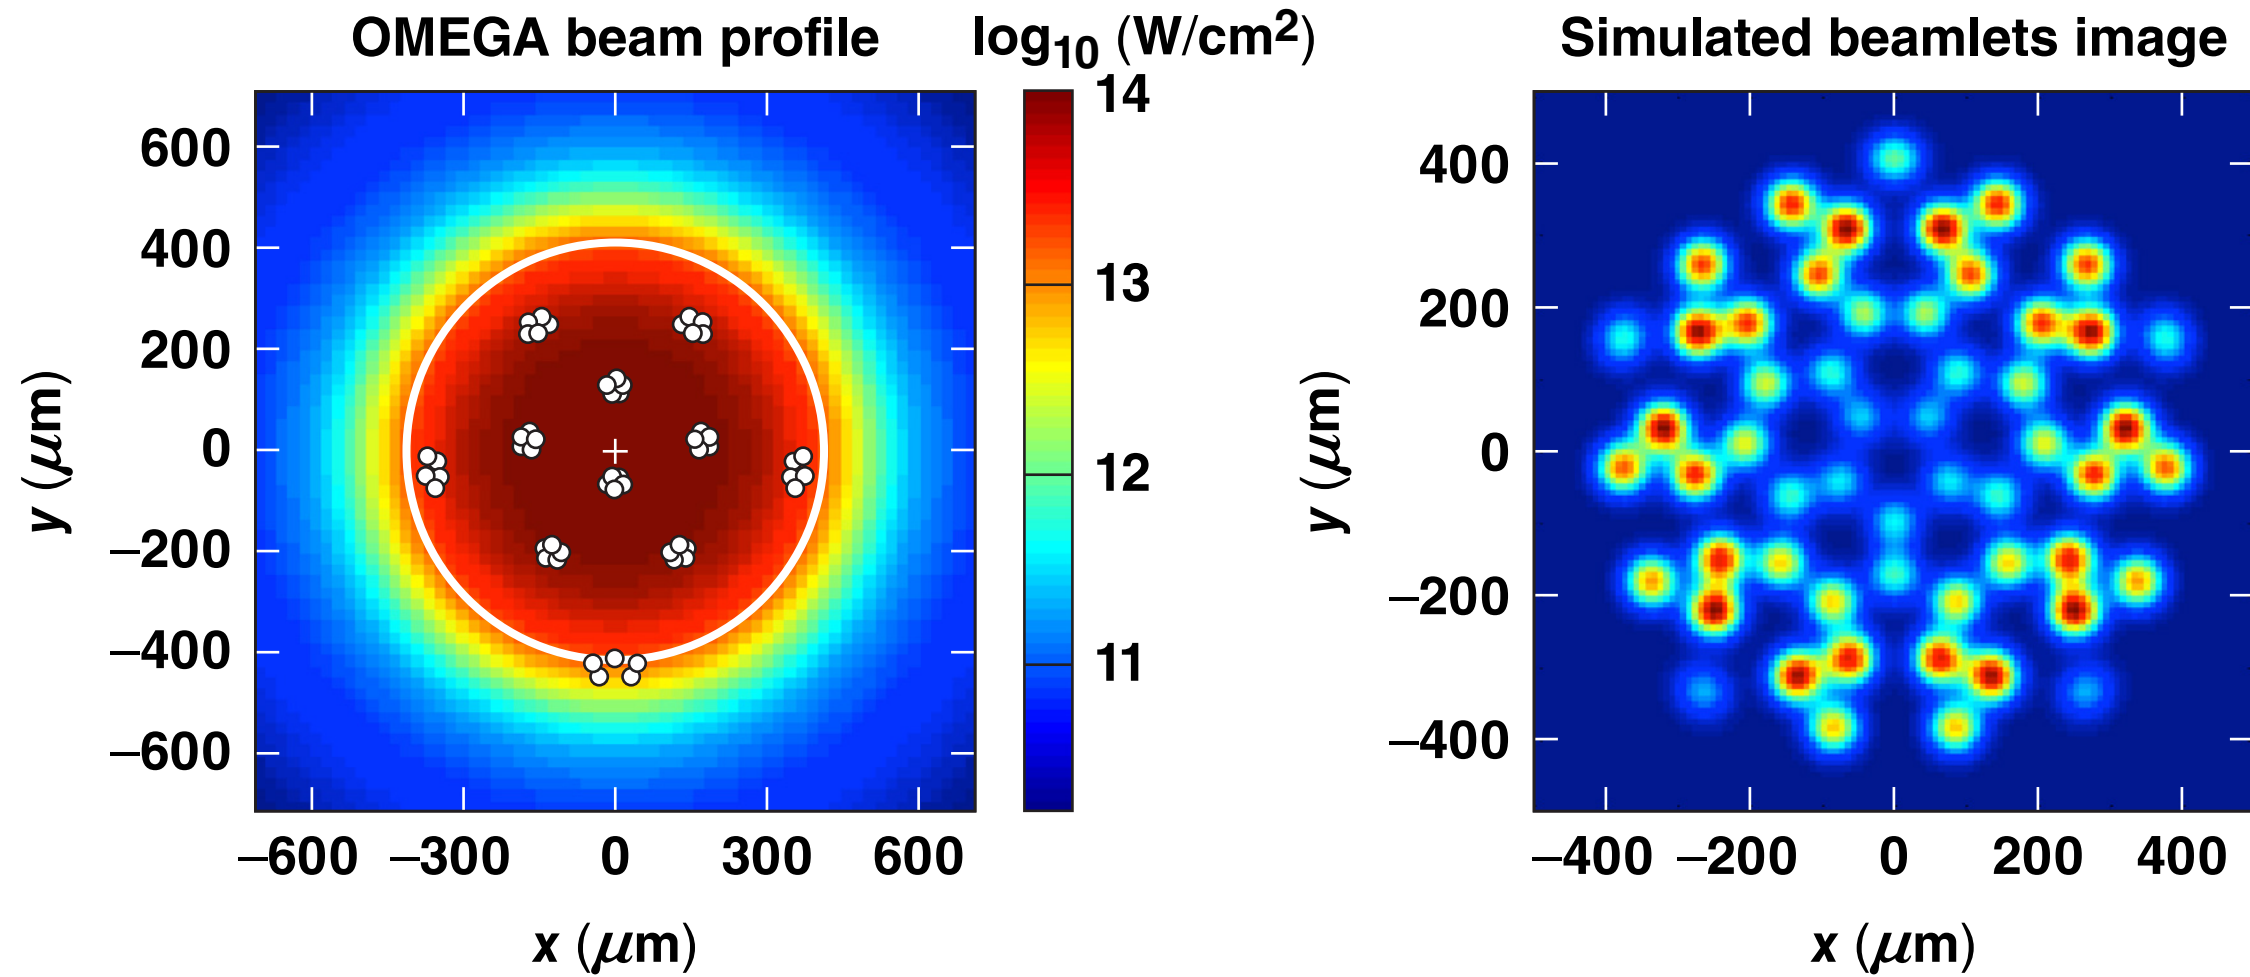 OMEGA beam profile
log10 (W/cm2)
Simulated beamlets image
14
13
12
11
600
400
200
0
–200
–400
–600
y (μm)
–600 –300 0 300 600
x (μm)
400
200
0
–200
–400
y (μm)
–400 –200 0 200 400
x (μm)